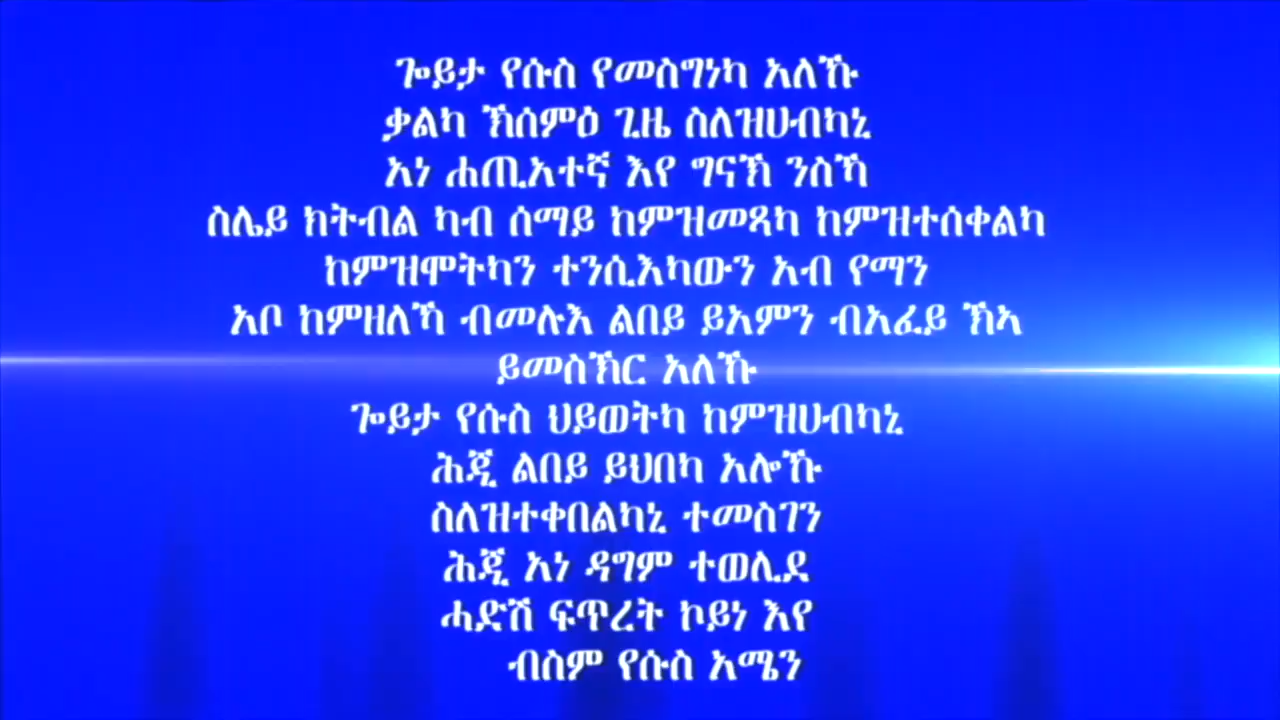 ጐይታ የሱስ የመስግነካ አለኹ
ቃልካ ኽሰምዕ ጊዜ ስለዝሀብካኒ
አነ ሐጢአተኛ እየ ግናኽ ንስኻ
ስሌይ ክትብል ካብ ሰማይ ከምዝመጻካ ከምዝተሰቀልካ
ከምዝሞትካን ተንሲእካውን አብ የማን
አቦ ከምዘለኻ ብመሉእ ልበይ ይአምን ብአፈይ ኽኣ
ይመስኽር አለኹ
ጐይታ የሱስ ህይወትካ ከምዝሀብካኒ
ሕጂ ልበይ ይህበካ አሎኹ
ስለዝተቀበልካኒ ተመስገን
ሕጂ አነ ዳግም ተወሊደ
ሓድሽ ፍጥረት ኮይነ እየ
ብስም የሱስ አሜን